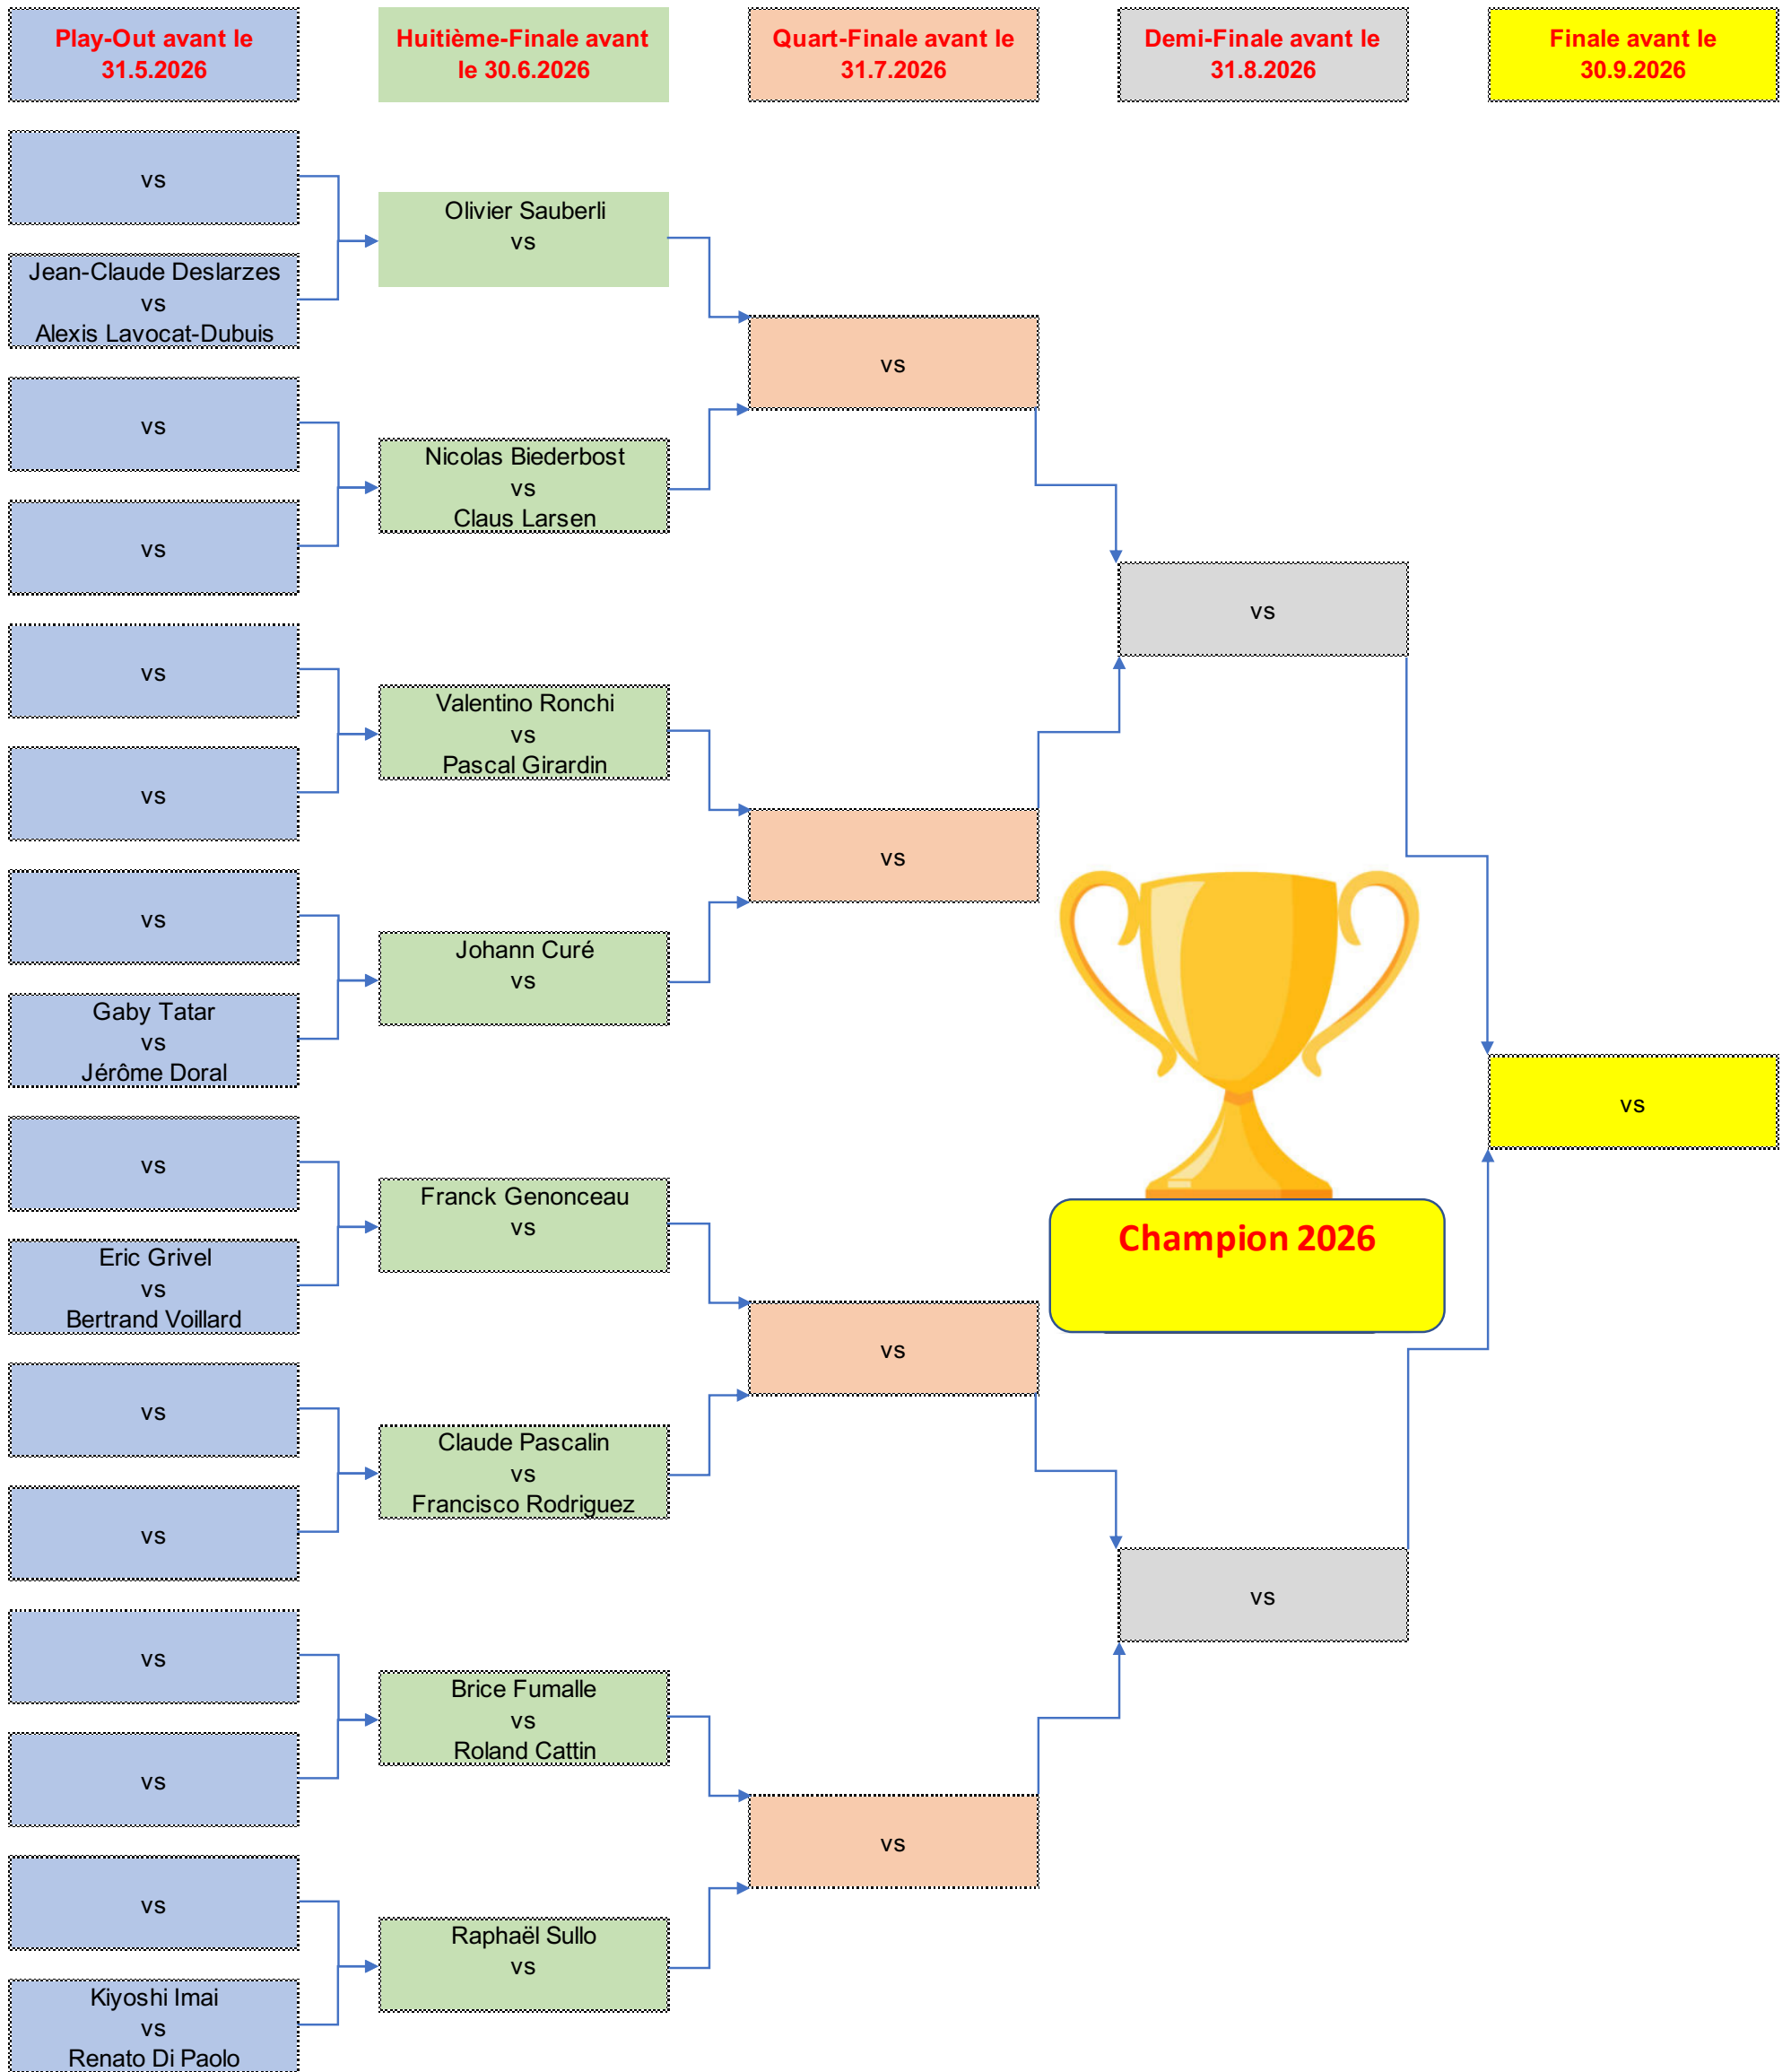 Play-Out avant le
31.5.2026
Huitième-Finale avant
le 30.6.2026
Quart-Finale avant le
31.7.2026
Demi-Finale avant le
31.8.2026
Finale avant le
30.9.2026
vs
Jean-Claude Deslarzes
vs
Alexis Lavocat-Dubuis
vs
vs
vs
vs
vs
Gaby Tatar
vs
Jérôme Doral
vs
Eric Grivel
vs
Bertrand Voillard
vs
vs
vs
vs
vs
Kiyoshi Imai
vs
Renato Di Paolo
Olivier Sauberli
vs
Nicolas Biederbost
vs
Claus Larsen
Valentino Ronchi
vs
Pascal Girardin
Johann Curé
vs
Franck Genonceau
vs
Claude Pascalin
vs
Francisco Rodriguez
Brice Fumalle
vs
Roland Cattin
Raphaël Sullo
vs
vs
vs
vs
vs
vs
vs
vs
Champion 2026